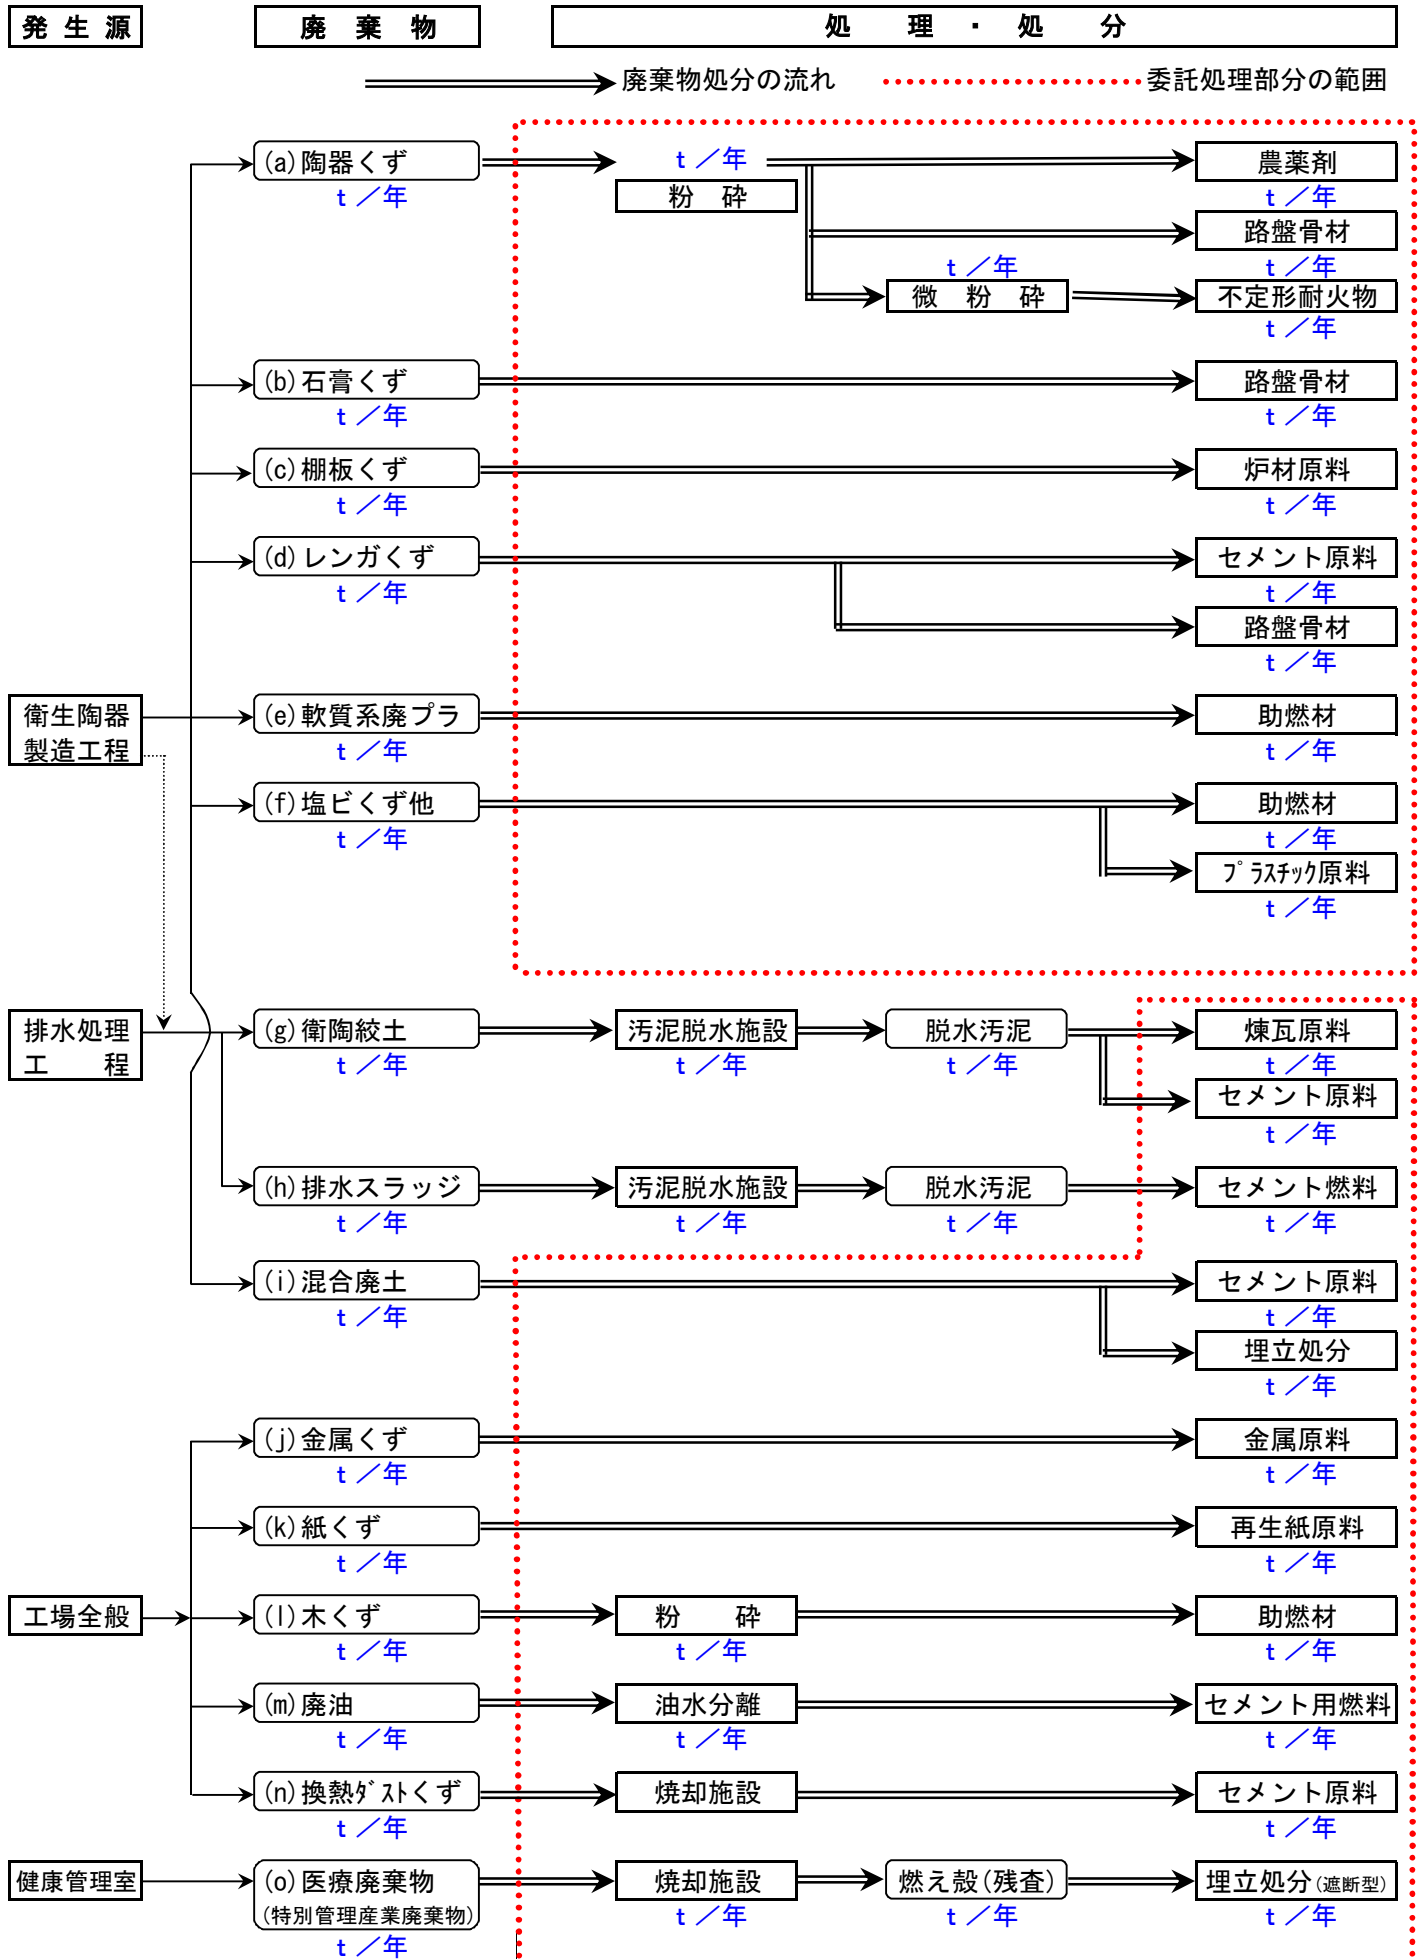 発 生 源
廃 棄 物
処 理 ・ 処 分
廃棄物処分の流れ
委託処理部分の範囲
(a)陶器くず
t ／年
t ／年
粉 砕
農薬剤
t ／年
路盤骨材
t ／年
t ／年
微 粉 砕
不定形耐火物
t ／年
(b)石膏くず
t ／年
路盤骨材
t ／年
(c)棚板くず
t ／年
炉材原料
t ／年
(d)レンガくず
t ／年
セメント原料
t ／年
路盤骨材
t ／年
衛生陶器
製造工程
(e)軟質系廃プラ
t ／年
助燃材
t ／年
(f)塩ビくず他
t ／年
助燃材
t ／年
ﾌﾟﾗｽﾁｯｸ原料
t ／年
排水処理
工 程
(g)衛陶絞土
t ／年
汚泥脱水施設
t ／年
脱水汚泥
t ／年
煉瓦原料
t ／年
セメント原料
t ／年
(h)排水スラッジ
t ／年
汚泥脱水施設
t ／年
脱水汚泥
t ／年
セメント燃料
t ／年
(i)混合廃土
t ／年
セメント原料
t ／年
埋立処分
t ／年
(j)金属くず
t ／年
金属原料
t ／年
(k)紙くず
t ／年
再生紙原料
t ／年
工場全般
(l)木くず
t ／年
粉 砕
t ／年
助燃材
t ／年
(m)廃油
t ／年
油水分離
t ／年
セメント用燃料
t ／年
(n)換熱ﾀﾞｽﾄくず
t ／年
焼却施設
セメント原料
t ／年
健康管理室
(o)医療廃棄物
(特別管理産業廃棄物)
t ／年
焼却施設
t ／年
燃え殻(残査)
t ／年
埋立処分(遮断型)
t ／年